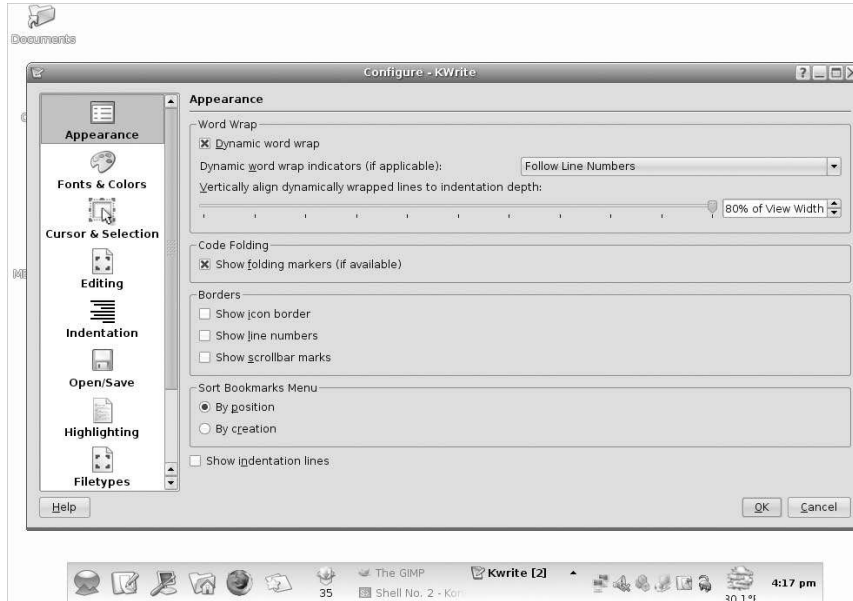 Documents
Configure - KWrite
Appearance
Fonts & Colors
Cursor & Selection
Editing
Indentation
Open/Save
Highlighting
Filetypes
Appearance
Word Wrap
Dynamic word wrap
Dynamic word wrap indicators (if applicable): Follow Line Numbers
Vertically align dynamically wrapped lines to indentation depth:
80% of View Width
Code Folding
Show folding markers (if available)
Borders
Show icon border
Show line numbers
Show scrollbar marks
Sort Bookmarks Menu
By position
By creation
Show indentation lines
Help
OK Cancel
35
The GIMP
Shell No. 2 - Kon
Kwrite [2]
30.1°F
4:17 pm